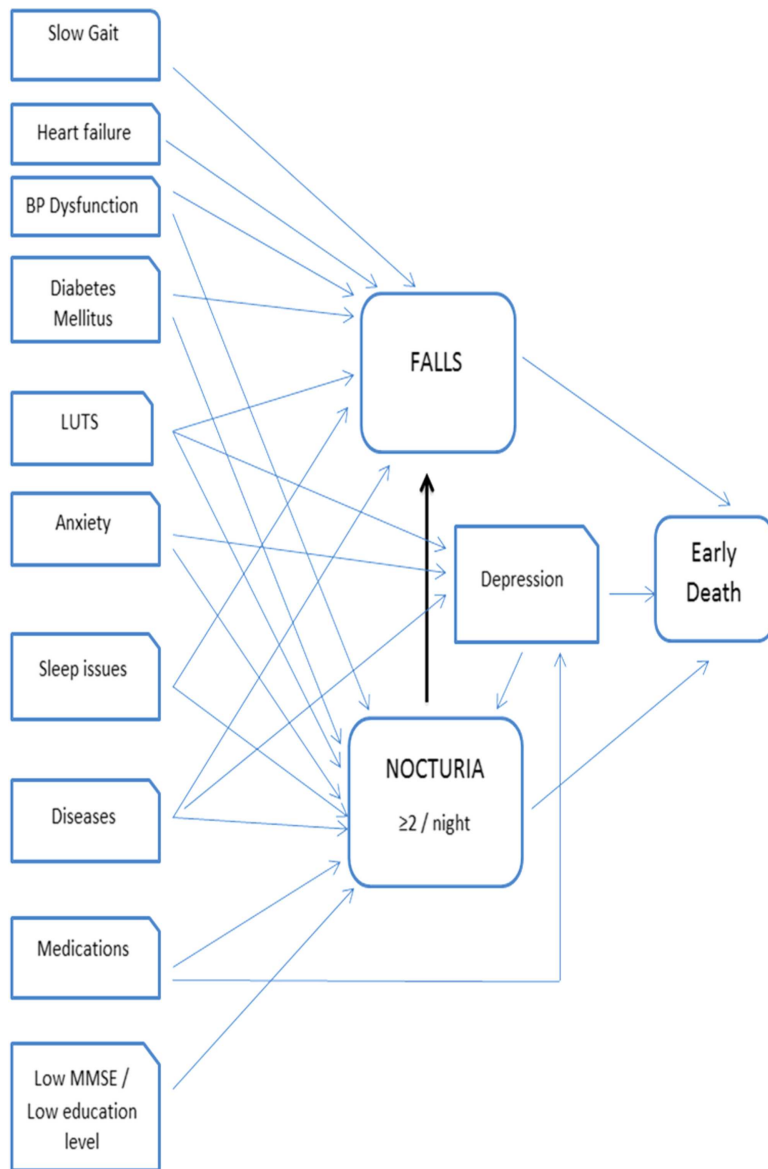 Slow Gait
Heart failure
BP Dysfunction
Diabetes
Mellitus
LUTS
Anxiety
Sleep issues
Diseases
Medications
Low MMSE /
Low education
level
FALLS
Depression
NOCTURIA
≥2 / night
Early
Death